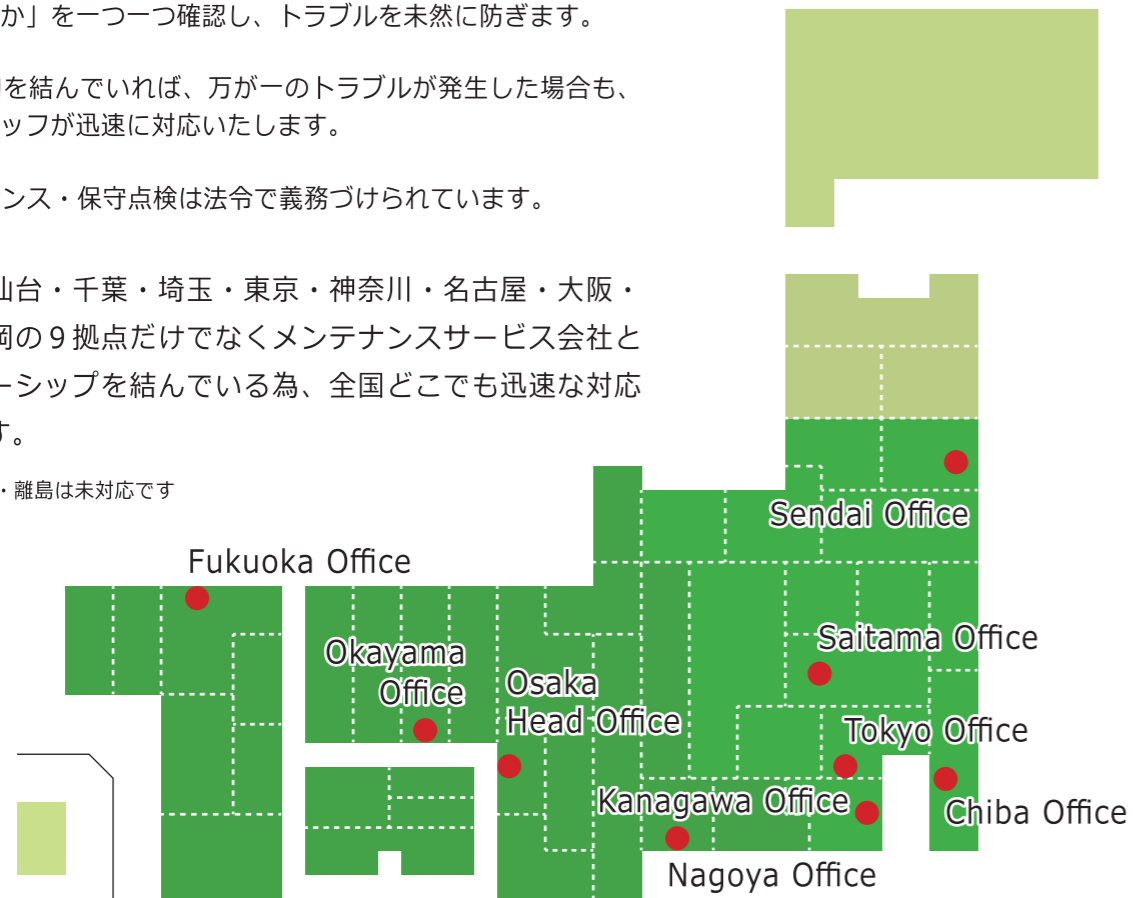 か」を一つ一つ確認し、トラブルを未然に防ぎます。
を結んでいれば、万が一のトラブルが発生した場合も、
ッフが迅速に対応いたします。
ンス・保守点検は法令で義務づけられています。
仙台・千葉・埼玉・東京・神奈川・名古屋・大阪・
岡の9拠点だけでなくメンテナンスサービス会社と
ーシップを結んでいる為、全国どこでも迅速な対応
す。
・離島は未対応です
Sendai Office
Fukuoka Office
Saitama Office
Okayama
Office
Osaka
Head Office
Tokyo Office
Kanagawa Office
Chiba Office
Nagoya Office